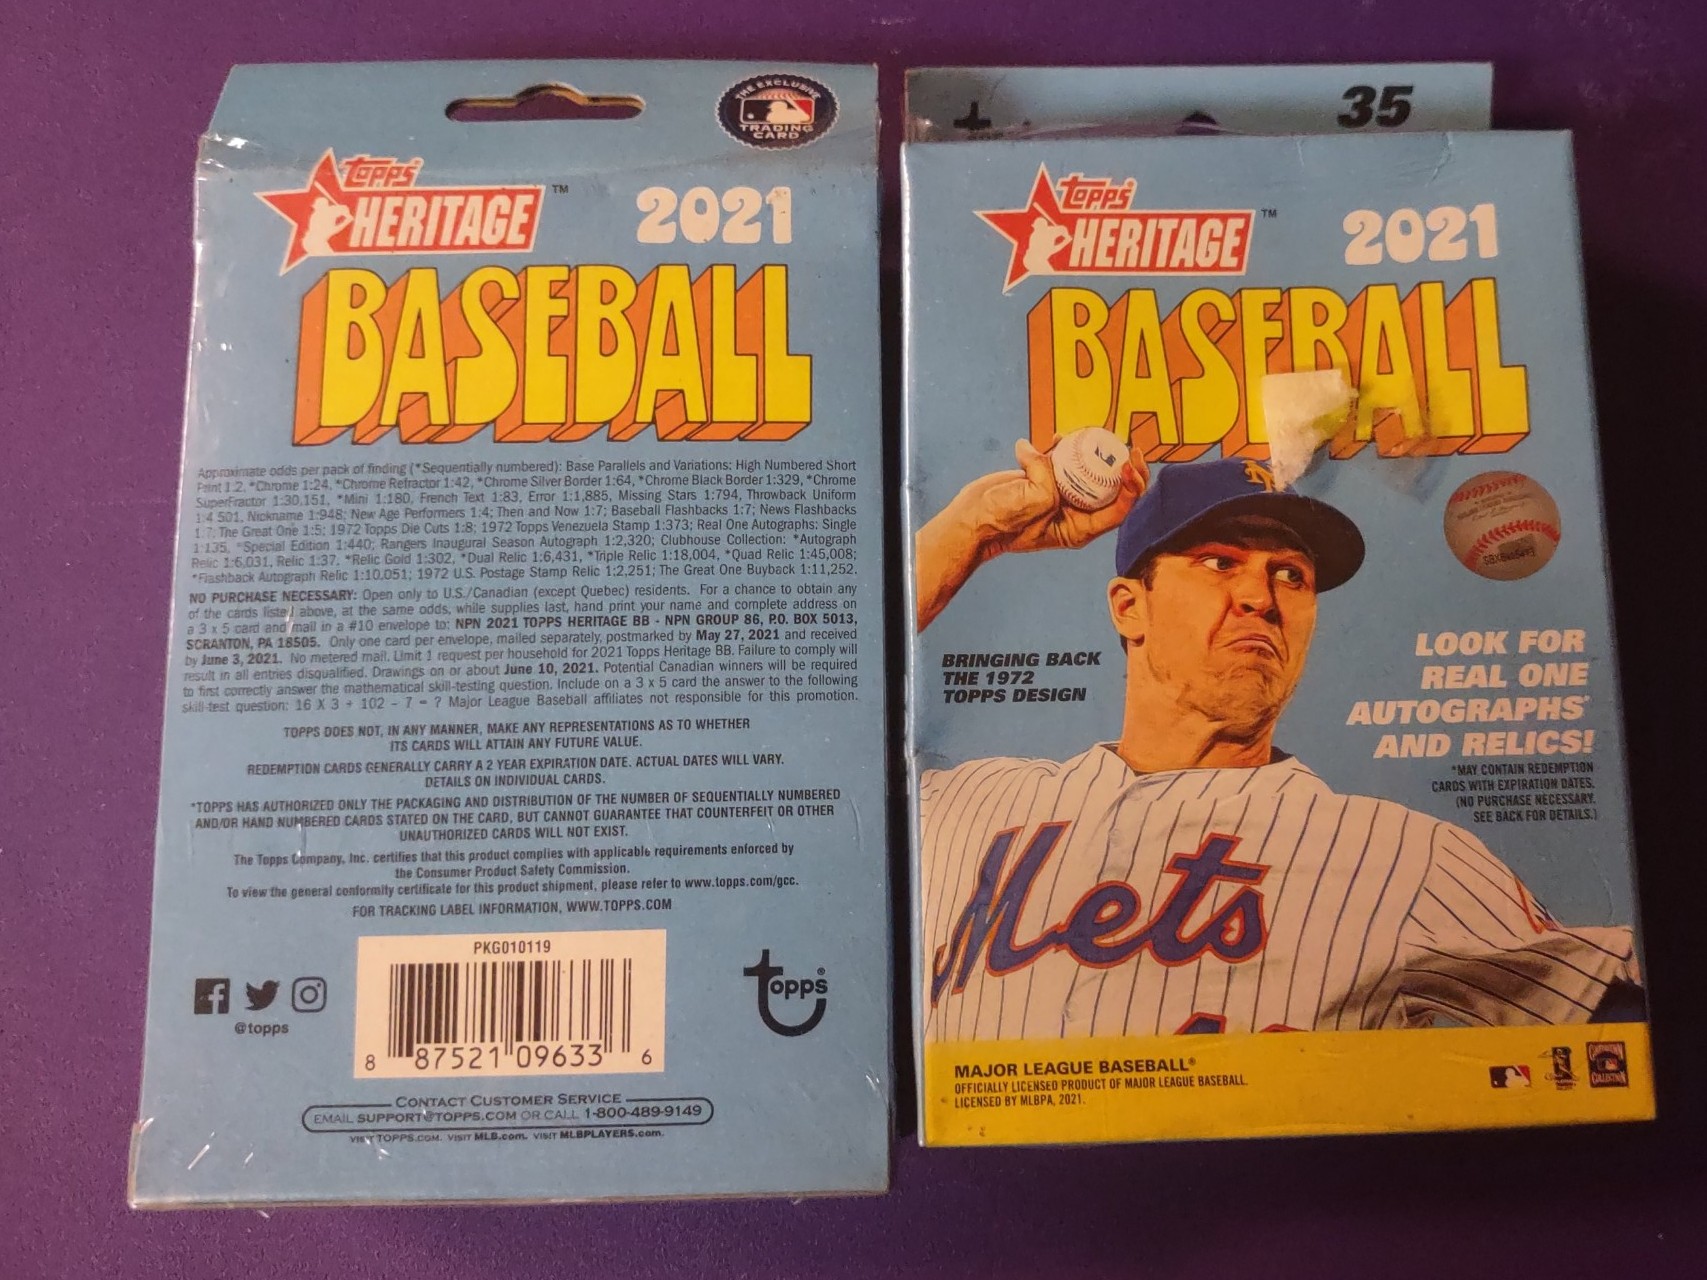 THE EXCLUSIVE
TRADING
CARD
topps
HERITAGE™
2021
BASEBALL
Approximate odds per pack of finding (*Sequentially numbered): Base Parallels and Variations: High Numbered Short
Print 1:2, *Chrome 1:24, *Chrome Refractor 1:42, *Chrome Silver Border 1:64, *Chrome Black Border 1:329, *Chrome
SuperFractor 1:30,151, *Mini 1:180, French Text 1:83, Error 1:1,885, Missing Stars 1:794, Throwback Uniform
1:4,501, Nickname 1:948; New Age Performers 1:4; Then and Now 1:7; Baseball Flashbacks 1:7; News Flashbacks
1:7; The Great One 1:5; 1972 Topps Die Cuts 1:8; 1972 Topps Venezuela Stamp 1:373; Real One Autographs: Single
1:135, *Special Edition 1:440; Rangers Inaugural Season Autograph 1:2,320; Clubhouse Collection: *Autograph
Relic 1:6,031, Relic 1:37, *Relic Gold 1:302, *Dual Relic 1:6,431, *Triple Relic 1:18,004, *Quad Relic 1:45,008;
*Flashback Autograph Relic 1:10,051; 1972 U.S. Postage Stamp Relic 1:2,251; The Great One Buyback 1:11,252.
NO PURCHASE NECESSARY: Open only to U.S./Canadian (except Quebec) residents. For a chance to obtain any
of the cards listed above, at the same odds, while supplies last, hand print your name and complete address on
a 3 x 5 card and mail in a #10 envelope to: NPN 2021 TOPPS HERITAGE BB - NPN GROUP 86, P.O. BOX 5013,
SCRANTON, PA 18505. Only one card per envelope, mailed separately, postmarked by May 27, 2021 and received
by June 3, 2021. No metered mail. Limit 1 request per household for 2021 Topps Heritage BB. Failure to comply will
result in all entries disqualified. Drawings on or about June 10, 2021. Potential Canadian winners will be required
to first correctly answer the mathematical skill-testing question. Include on a 3 x 5 card the answer to the following
skill-test question: 16 X 3 + 102 - 7 = ? Major League Baseball affiliates not responsible for this promotion.
TOPPS DOES NOT, IN ANY MANNER, MAKE ANY REPRESENTATIONS AS TO WHETHER
ITS CARDS WILL ATTAIN ANY FUTURE VALUE.
REDEMPTION CARDS GENERALLY CARRY A 2 YEAR EXPIRATION DATE. ACTUAL DATES WILL VARY.
DETAILS ON INDIVIDUAL CARDS.
*TOPPS HAS AUTHORIZED ONLY THE PACKAGING AND DISTRIBUTION OF THE NUMBER OF SEQUENTIALLY NUMBERED
AND/OR HAND NUMBERED CARDS STATED ON THE CARD, BUT CANNOT GUARANTEE THAT COUNTERFEIT OR OTHER
UNAUTHORIZED CARDS WILL NOT EXIST.
The Topps Company, Inc. certifies that this product complies with applicable requirements enforced by
the Consumer Product Safety Commission.
To view the general conformity certificate for this product shipment, please refer to www.topps.com/gcc.
FOR TRACKING LABEL INFORMATION, WWW.TOPPS.COM
PKG010119
8 87521 09633 6
@topps
topps®
CONTACT CUSTOMER SERVICE
EMAIL SUPPORT@TOPPS.COM OR CALL 1-800-489-9149
VISIT TOPPS.COM. VISIT MLB.com. VISIT MLBPLAYERS.com.
35
topps
HERITAGE™
2021
BASEBALL
BRINGING BACK
THE 1972
TOPPS DESIGN
LOOK FOR
REAL ONE
AUTOGRAPHS*
AND RELICS!
*MAY CONTAIN REDEMPTION
CARDS WITH EXPIRATION DATES.
(NO PURCHASE NECESSARY.
SEE BACK FOR DETAILS.)
Mets
MAJOR LEAGUE BASEBALL®
OFFICIALLY LICENSED PRODUCT OF MAJOR LEAGUE BASEBALL.
LICENSED BY MLBPA, 2021.